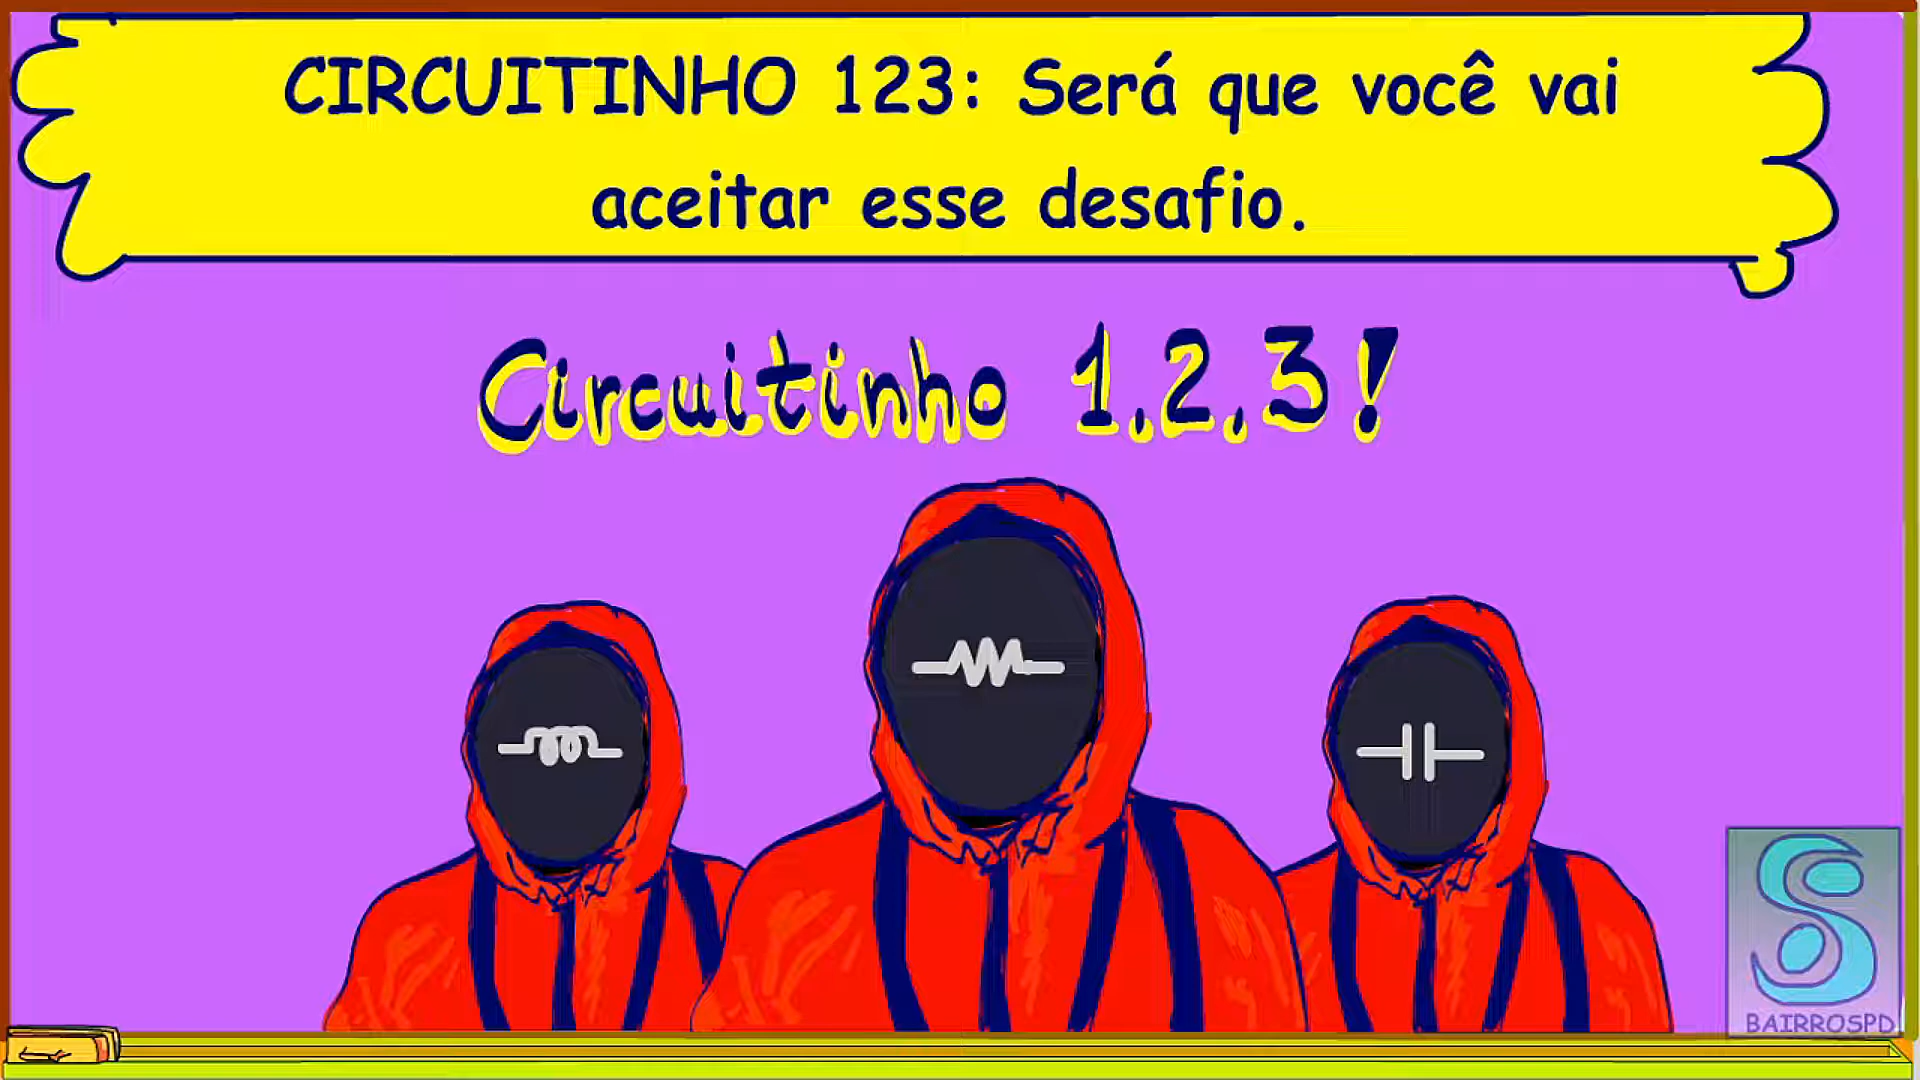 CIRCUITINHO 123: Será que você vai
aceitar esse desafio.
Circuitinho 1.2.3!
BAIRROSPD